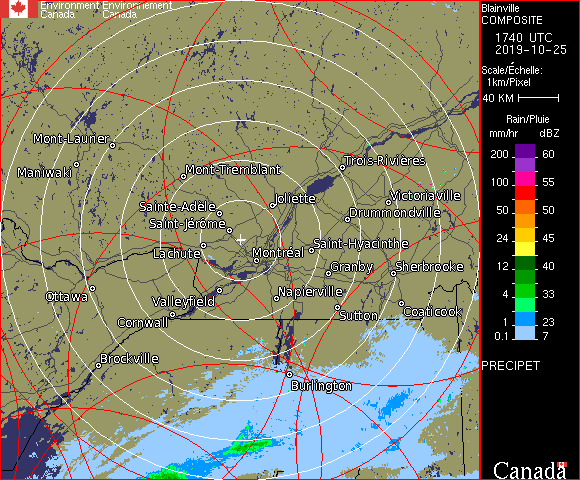 Environment Environnement
Canada Canada
Blainville
COMPOSITE
1740 UTC
2019-10-25
Scale/Échelle:
1km/Pixel
40 KM
Rain/Pluie
mm/hr dBZ
200 60
100 55
50 50
24 45
12 40
4 33
1 23
0.1 7
PRECIPET
Canada
Mont-Laurier
Maniwaki
Mont-Tremblant
Trois-Rivières
Joliette
Victoriaville
Sainte-Adèle
Drummondville
Saint-Jérôme
Saint-Hyacinthe
Lachute
Montréal
Granby
Sherbrooke
Ottawa
Valleyfield
Napierville
Cornwall
Sutton
Coaticook
Brockville
Burlington